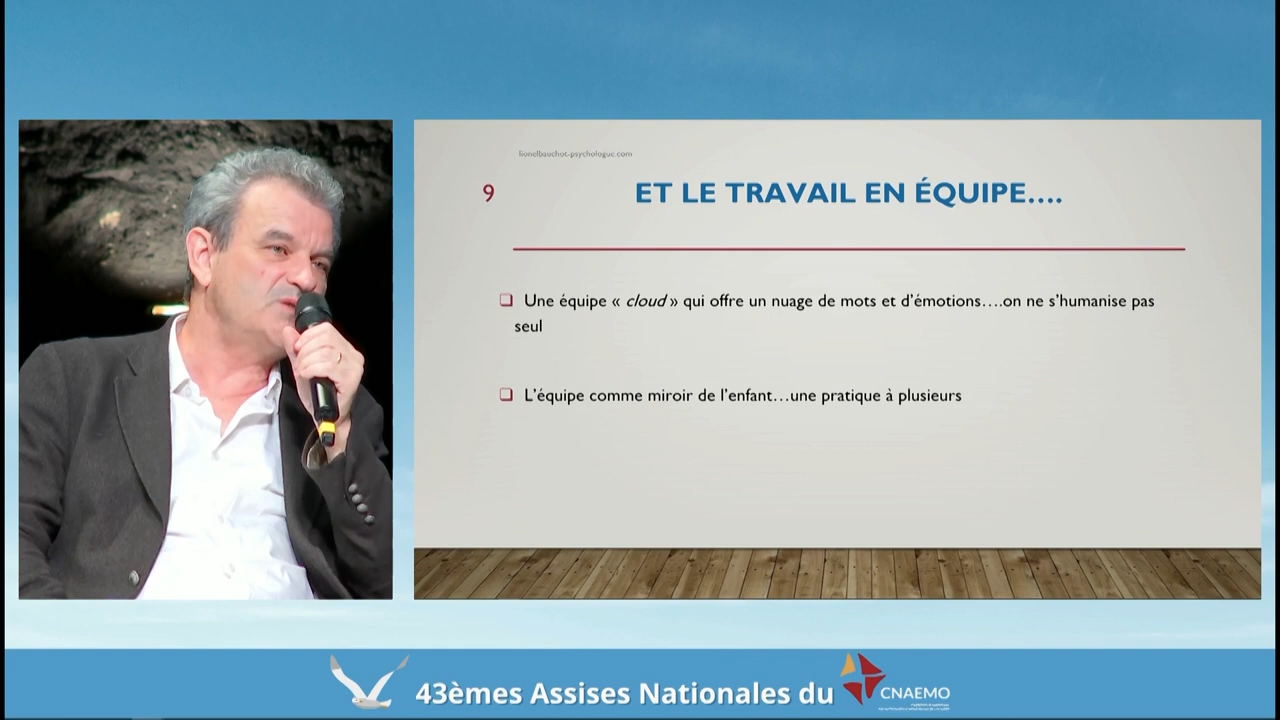 lionelbauchot-psychologue.com
9
ET LE TRAVAIL EN ÉQUIPE....
❑ Une équipe « cloud » qui offre un nuage de mots et d’émotions....on ne s’humanise pas
seul
❑ L’équipe comme miroir de l’enfant...une pratique à plusieurs
43èmes Assises Nationales du
CNAEMO